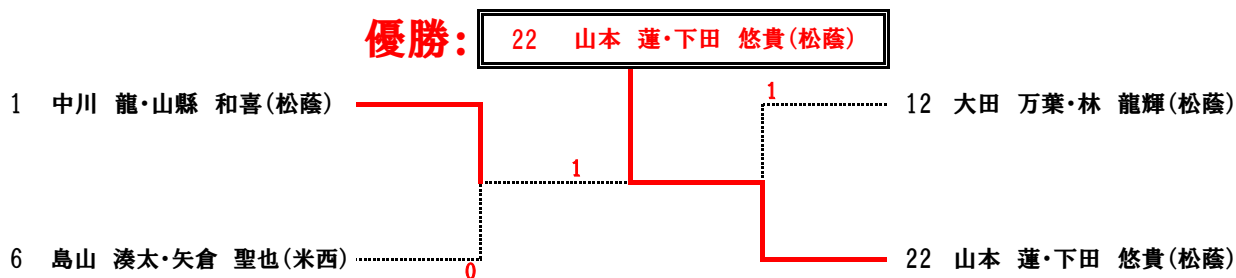 優勝: 22 山本 蓮・下田 悠貴(松蔭)
1 中川 龍・山縣 和喜(松蔭)
1
12 大田 万葉・林 龍輝(松蔭)
1
6 島山 湊太・矢倉 聖也(米西)
0
22 山本 蓮・下田 悠貴(松蔭)